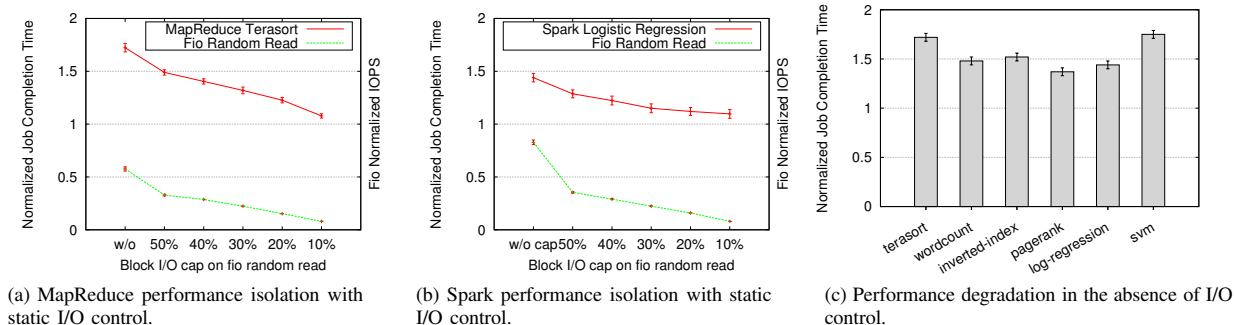 2
1.5
1
0.5
0
Normalized Job Completion Time
Fio Normalized IOPS
MapReduce Terasort
Fio Random Read
w/o 50% 40% 30% 20% 10%
Block I/O cap on fio random read
(a) MapReduce performance isolation with
static I/O control.
2
1.5
1
0.5
0
Normalized Job Completion Time
Fio Normalized IOPS
Spark Logistic Regression
Fio Random Read
w/o cap 50% 40% 30% 20% 10%
Block I/O cap on fio random read
(b) Spark performance isolation with static
I/O control.
2
1.5
1
0.5
0
Normalized Job Completion Time
terasort
wordcount
inverted-index
pagerank
log-regression
svm
(c) Performance degradation in the absence of I/O
control.